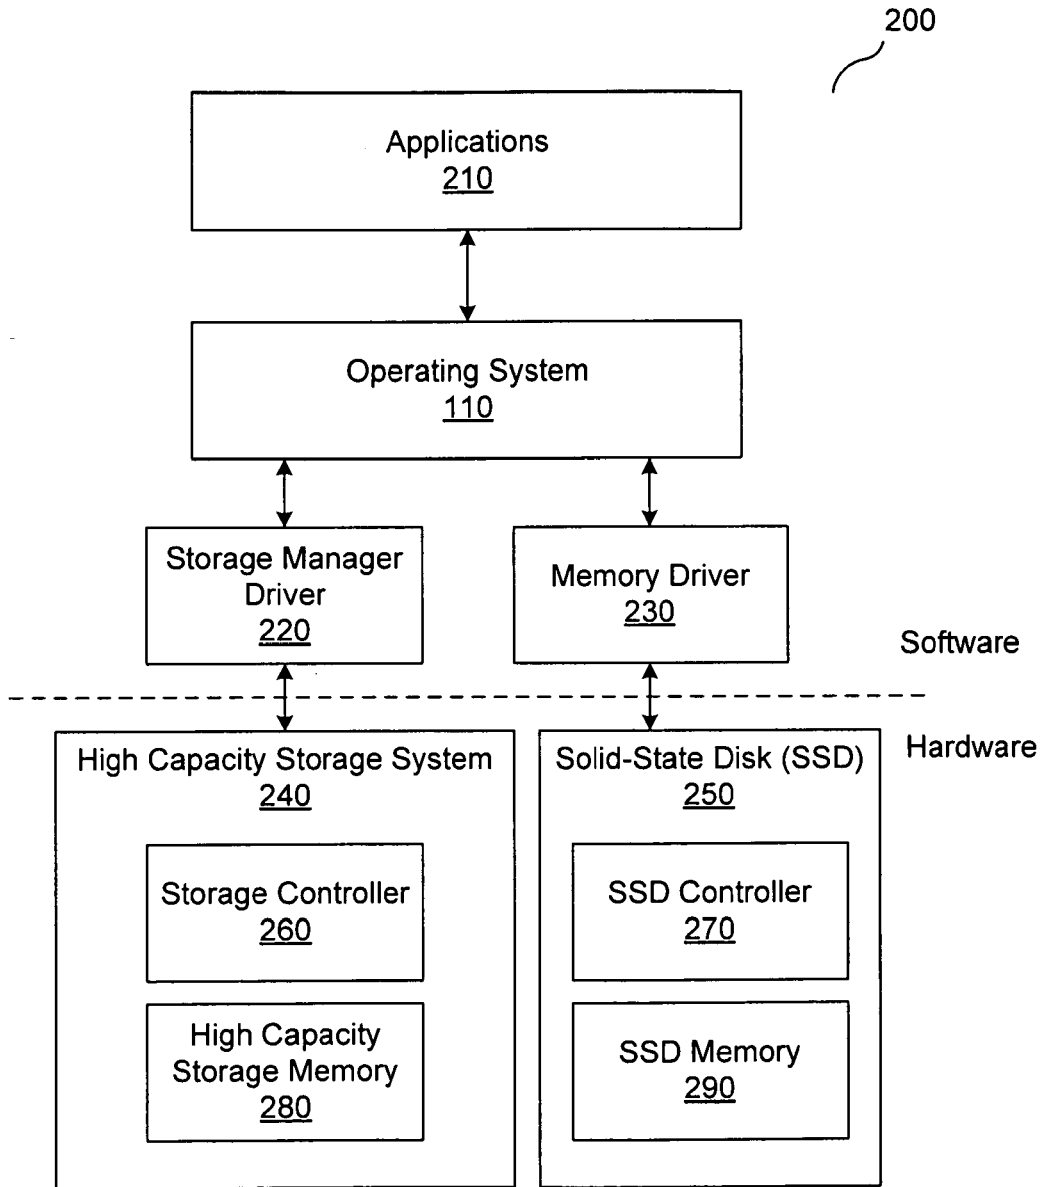 200
Applications
210
Operating System
110
Storage Manager
Driver
220
Memory Driver
230
Software
Hardware
High Capacity Storage System
240
Storage Controller
260
High Capacity
Storage Memory
280
Solid-State Disk (SSD)
250
SSD Controller
270
SSD Memory
290